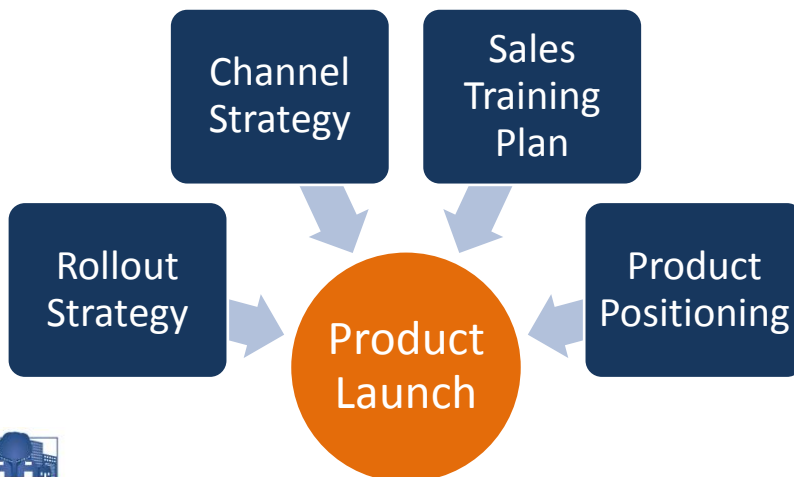 Channel
Strategy
Sales
Training
Plan
Rollout
Strategy
Product
Positioning
Product
Launch